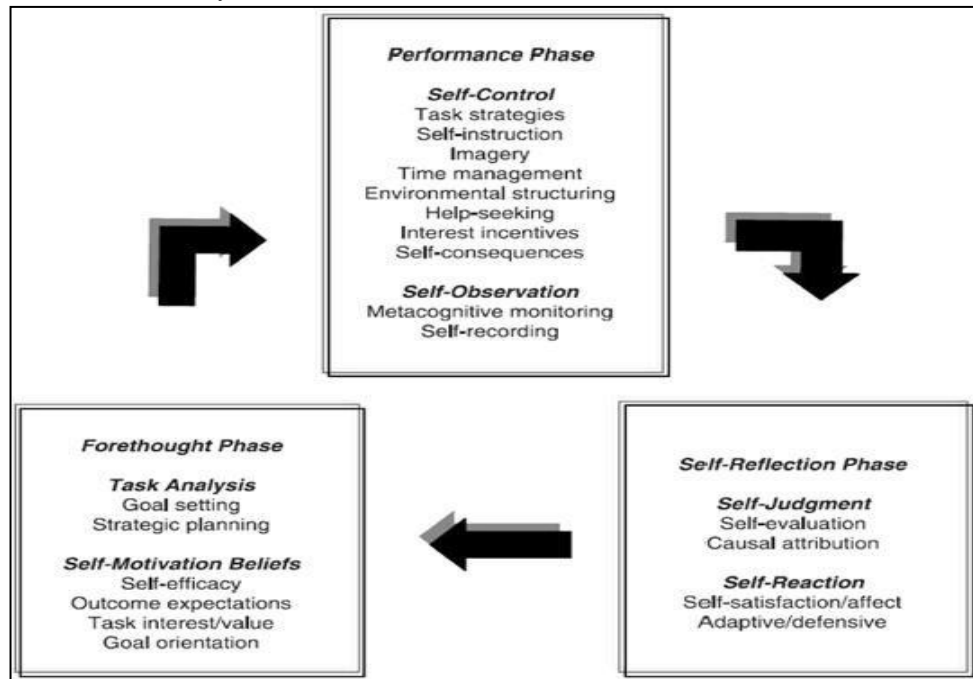 Performance Phase
Self-Control
Task strategies
Self-instruction
Imagery
Time management
Environmental structuring
Help-seeking
Interest incentives
Self-consequences
Self-Observation
Metacognitive monitoring
Self-recording
Forethought Phase
Task Analysis
Goal setting
Strategic planning
Self-Motivation Beliefs
Self-efficacy
Outcome expectations
Task interest/value
Goal orientation
Self-Reflection Phase
Self-Judgment
Self-evaluation
Causal attribution
Self-Reaction
Self-satisfaction/affect
Adaptive/defensive